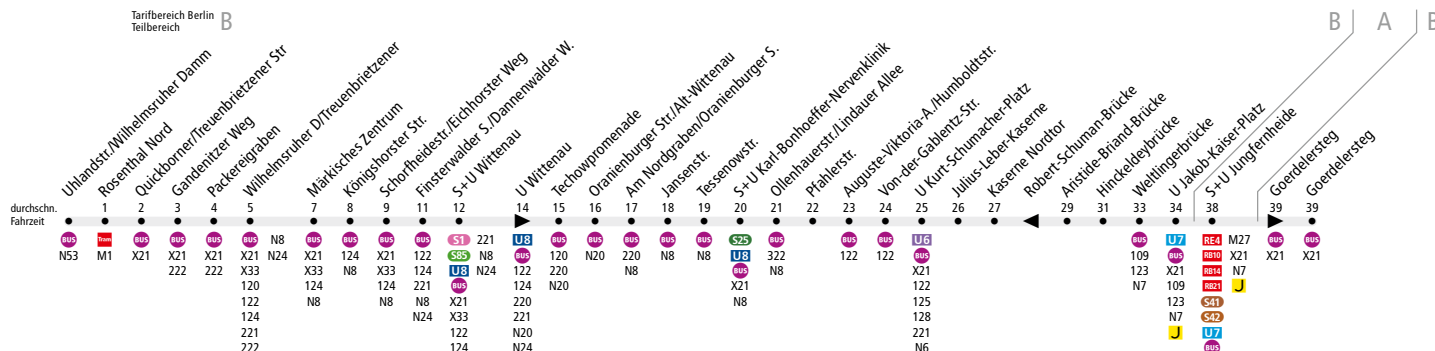 Tarifbereich Berlin B
Teilbereich
B A B
Uhlandstr./Wilhelmsruher Damm
Rosenthal Nord
Quickborner/Treuenbrietzener Str
Gandenitzer Weg
Packereigraben
Wilhelmsruher D/Treuenbrietzener
Märkisches Zentrum
Königshorster Str.
Schorfheidestr./Eichhorster Weg
Finsterwalder S./Dannenwalder W.
S+U Wittenau
U Wittenau
Techowpromenade
Oranienburger Str./Alt-Wittenau
Am Nordgraben/Oranienburger S.
Jansenstr.
Tessenowstr.
S+U Karl-Bonhoeffer-Nervenklinik
Ollenhauerstr./Lindauer Allee
Pfahlerstr.
Auguste-Viktoria-A./Humboldtstr.
Von-der-Gablentz-Str.
U Kurt-Schumacher-Platz
Julius-Leber-Kaserne
Kaserne Nordtor
Robert-Schuman-Brücke
Aristide-Briand-Brücke
Hinckeldeybrücke
Weltlingerbrücke
U Jakob-Kaiser-Platz
S+U Jungfernheide
Goerdelersteg
Goerdelersteg
durchschn. 1 2 3 4 5 7 8 9 11 12 14 15 16 17 18 19 20 21 22 23 24 25 26 27 29 31 33 34 38 39 39
Fahrzeit
BUS Tram BUS BUS BUS BUS N8 BUS BUS BUS BUS S1 221 U8 BUS BUS BUS BUS BUS S25 BUS BUS BUS U6 BUS U7 RE4 M27 BUS BUS
N53 M1 X21 X21 X21 X21 N24 X21 124 X21 122 S85 N8 BUS 120 N20 220 N8 N8 U8 322 122 122 BUS 109 BUS RB10 X21 X21 X21
222 222 X33 X33 N8 X33 124 U8 N24 122 220 N8 BUS N8 X21 123 X21 RB14 N7
120 124 124 221 BUS 124 N20 X21 122 N7 109 RB21 J
122 N8 N8 N8 X21 220 N8 125 123 S41
124 N24 X33 221 128 N7 S42
221 122 N20 221 J U7
222 124 N24 N6 BUS